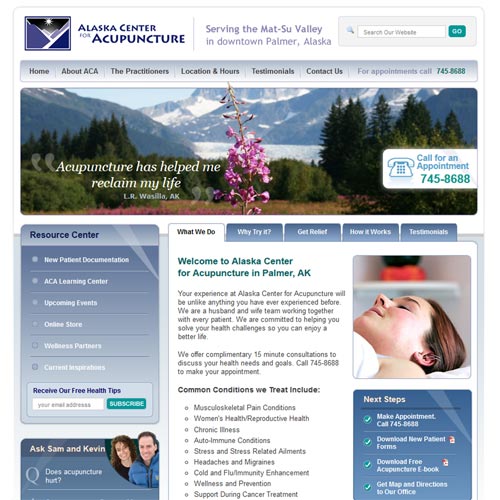 ALASKA CENTER
FOR ACUPUNCTURE
Serving the Mat-Su Valley
in downtown Palmer, Alaska
Search Our Website
GO
Home
About ACA
The Practitioners
Location & Hours
Testimonials
Contact Us
For appointments call 745-8688
“Acupuncture has helped me
reclaim my life”
L.R. Wasilla, AK
Call for an
Appointment
745-8688
Resource Center
New Patient Documentation
ACA Learning Center
Upcoming Events
Online Store
Wellness Partners
Current Inspirations
Receive Our Free Health Tips
your email addresss
SUBSCRIBE
Ask Sam and Kevin
Q Does acupuncture
hurt?
What We Do
Why Try it?
Get Relief
How it Works
Testimonials
Welcome to Alaska Center
for Acupuncture in Palmer, AK
Your experience at Alaska Center for Acupuncture will
be unlike anything you have ever experienced before.
We are a husband and wife team working together
with every patient. We are committed to helping you
solve your health challenges so you can enjoy a
better life.
We offer complimentary 15 minute consultations to
discuss your health needs and goals. Call 745-8688
to make your appointment.
Common Conditions we Treat Include:
Musculoskeletal Pain Conditions
Women's Health/Reproductive Health
Chronic Illness
Auto-Immune Conditions
Stress and Stress Related Ailments
Headaches and Migraines
Cold and Flu/Immunity Enhancement
Wellness and Prevention
Support During Cancer Treatment
Next Steps
Make Appointment.
Call 745-8688
Download New Patient
Forms
Download Free
Acupuncture E-book
Get Map and Directions
to Our Office